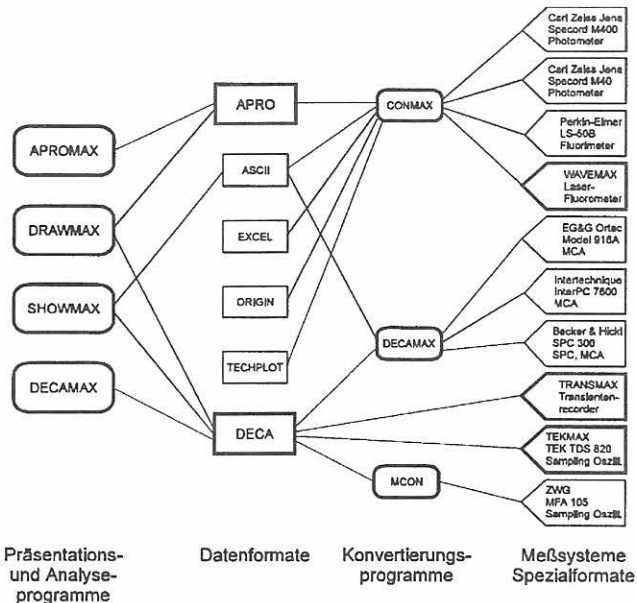 APROMAX
DRAWMAX
SHOWMAX
DECAMAX
Präsentations-
und Analyse-
programme
APRO
ASCII
EXCEL
ORIGIN
TECHPLOT
DECA
Datenformate
CONMAX
DECAMAX
MCON
Konvertierungs-
programme
Carl Zeiss Jena
Specord M400
Photometer
Carl Zeiss Jena
Specord M40
Photometer
Perkin-Elmer
LS-50B
Fluorimeter
WAVEMAX
Laser-
Fluorometer
EG&G Ortec
Model 916A
MCA
Intertechnique
InterPC 7600
MCA
Becker & Hickl
SPC 300
SPC, MCA
TRANSMAX
Transienten-
recorder
TEKMAX
TEK TDS 820
Sampling Oszill.
ZWG
MFA 105
Sampling Oszill.
Meßsysteme
Spezialformate